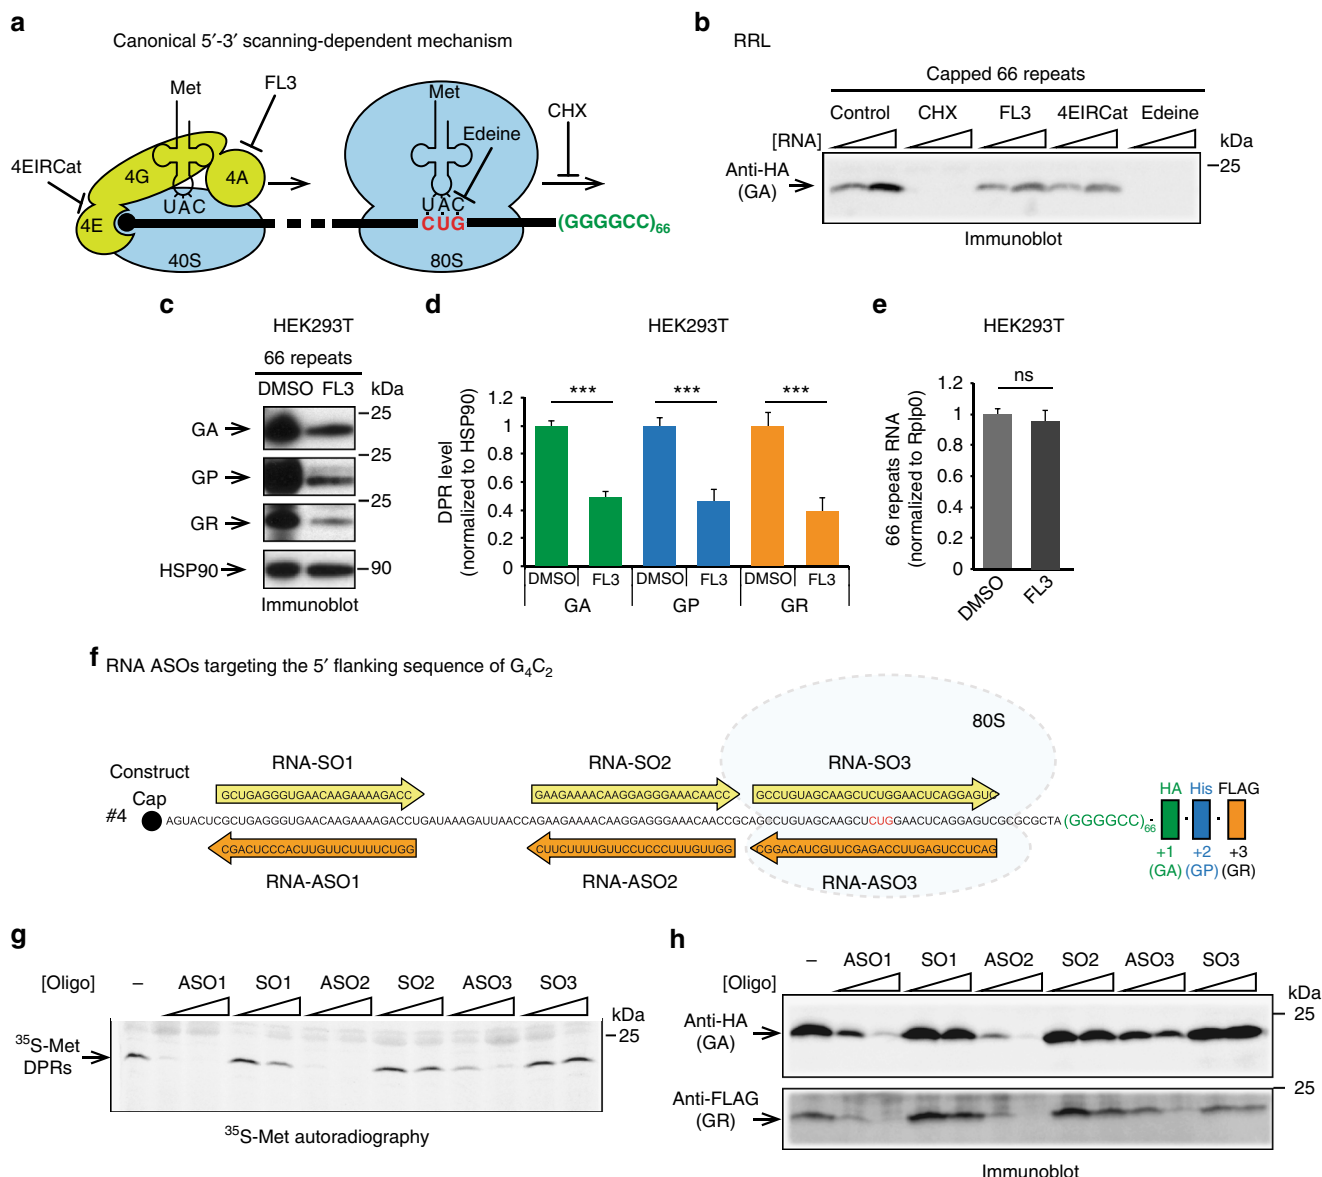 a
Canonical 5′-3′ scanning-dependent mechanism
Met
FL3
4EIRCat
4G
4A
UAC
4E
40S
Met
Edeine
CHX
UAC
CUG
(GGGGCC)66
80S
b
RRL
Capped 66 repeats
Control CHX FL3 4EIRCat Edeine
[RNA]
kDa
25
Anti-HA
(GA)
Immunoblot
c
HEK293T
66 repeats
DMSO FL3 kDa
25
GA
25
GP
25
GR
HSP90
90
Immunoblot
d
HEK293T
DPR level
(normalized to HSP90)
1.2
1
0.8
0.6
0.4
0.2
0
*** *** ***
DMSO FL3 DMSO FL3 DMSO FL3
GA GP GR
e
HEK293T
66 repeats RNA
(normalized to Rplp0)
1.2
1
0.8
0.6
0.4
0.2
0
ns
DMSO FL3
f
RNA ASOs targeting the 5′ flanking sequence of G4C2
80S
Construct
#4
Cap
RNA-SO1 RNA-SO2 RNA-SO3
GCUGAGGGUGAACAAGAAAAGACC GAAGAAAACAAGGAGGGAAACAACC GCCUGUAGCAAGCUCUGGAACUCAGGAGUC
AGUACUCGCUGAGGGUGAACAAGAAAAGACCUGAUAAAGAUUAACCAGAAGAAAACAAGGAGGGAAACAACCGCAGCCUGUAGCAAGCUCUGGAACUCAGGAGUCGCGCGCUA (GGGGCC)66
CGACUCCCACUUGUUCUUUUCUGG CUUCUUUUGUUCCUCCCUUUGUUGG CGGACAUCGUUCGAGACCUUGAGUCCUCAG
RNA-ASO1 RNA-ASO2 RNA-ASO3
HA His FLAG
+1 +2 +3
(GA) (GP) (GR)
g
[Oligo] – ASO1 SO1 ASO2 SO2 ASO3 SO3
kDa
25
35S-Met
DPRs
35S-Met autoradiography
h
[Oligo] – ASO1 SO1 ASO2 SO2 ASO3 SO3
kDa
25
Anti-HA
(GA)
25
Anti-FLAG
(GR)
Immunoblot